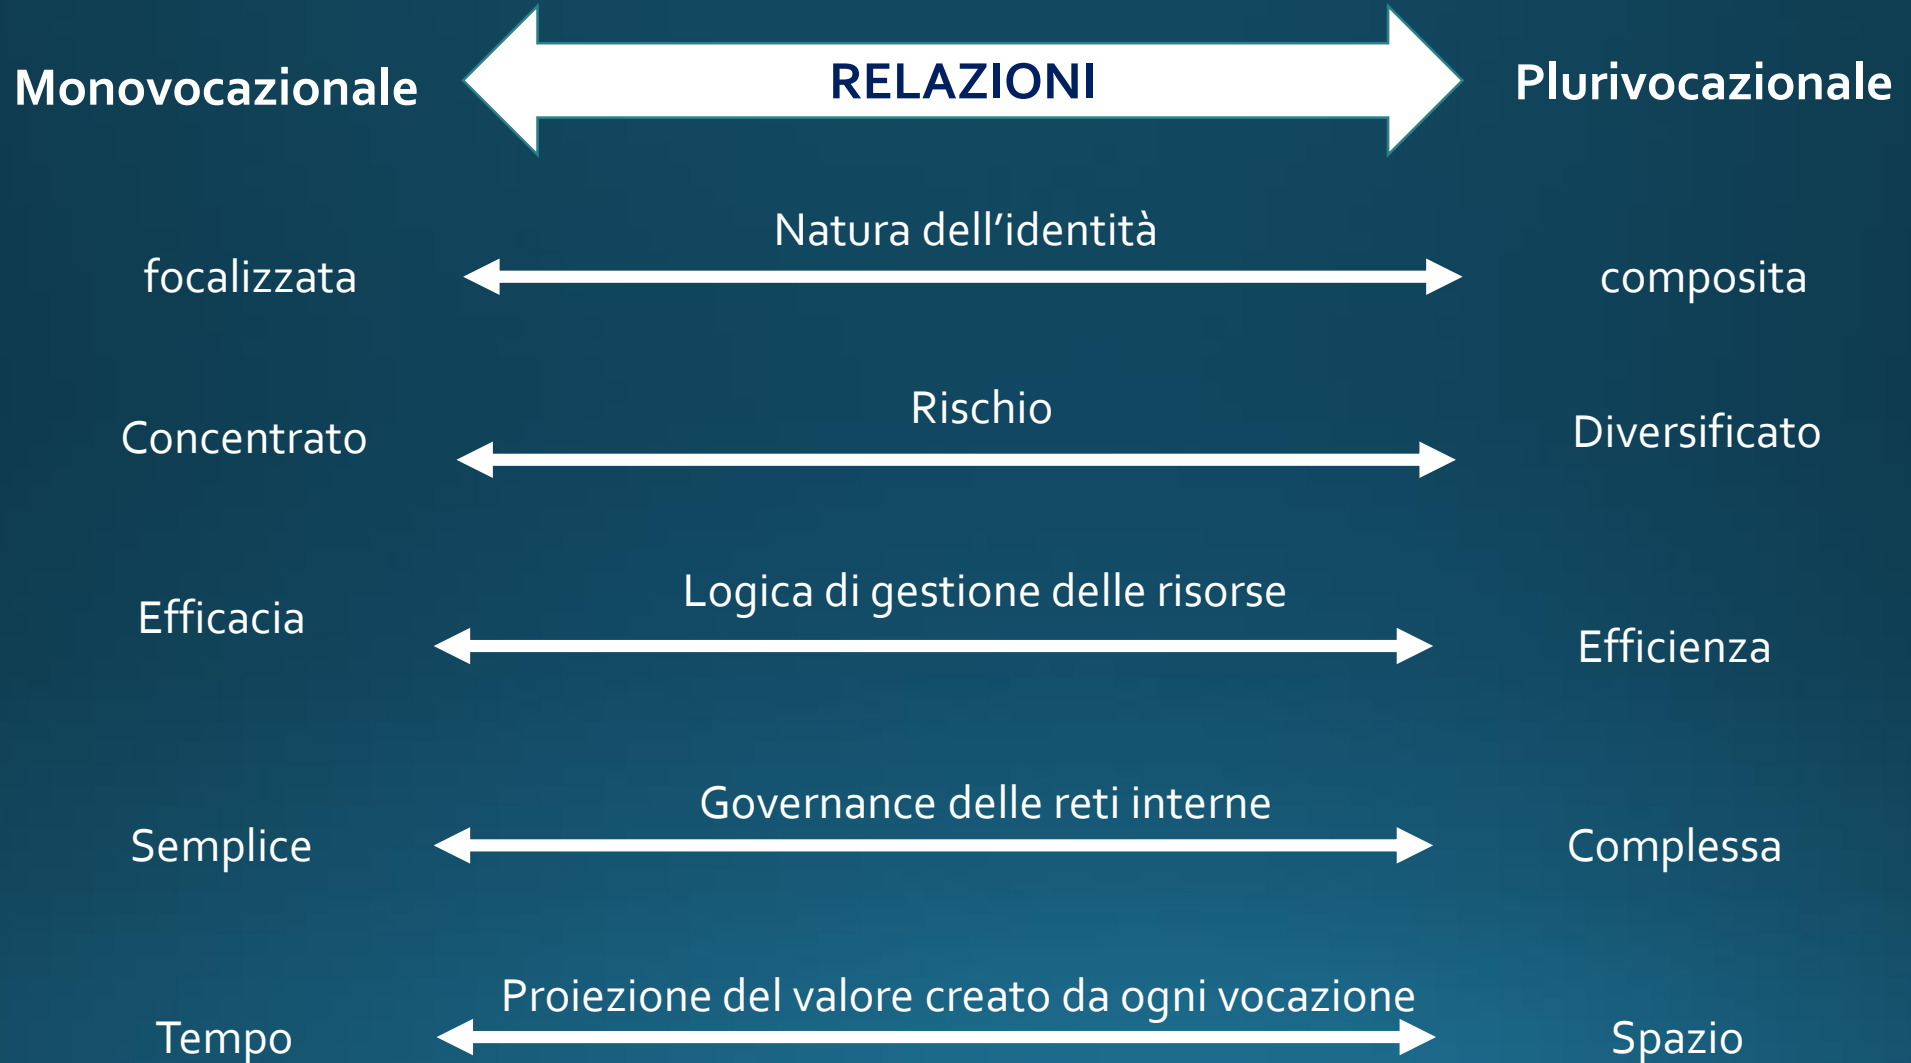 Monovocazionale
RELAZIONI
Plurivocazionale
Natura dell'identità
focalizzata
composita
Rischio
Concentrato
Diversificato
Logica di gestione delle risorse
Efficacia
Efficienza
Governance delle reti interne
Semplice
Complessa
Proiezione del valore creato da ogni vocazione
Tempo
Spazio